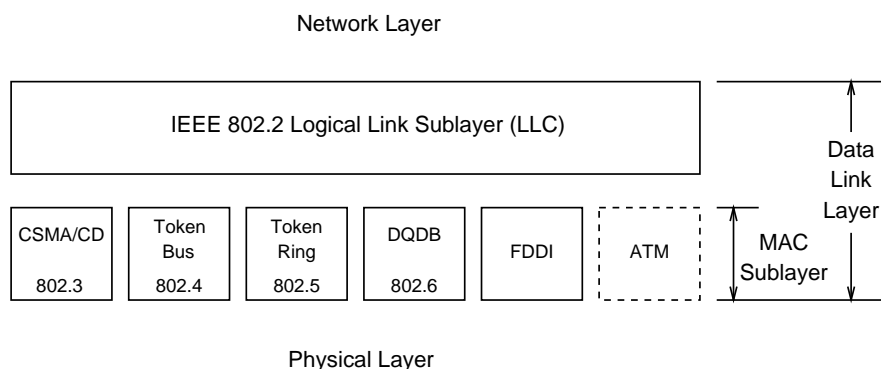 Network Layer
IEEE 802.2 Logical Link Sublayer (LLC)
Data
Link
Layer
CSMA/CD
802.3
Token
Bus
802.4
Token
Ring
802.5
DQDB
802.6
FDDI
ATM
MAC
Sublayer
Physical Layer